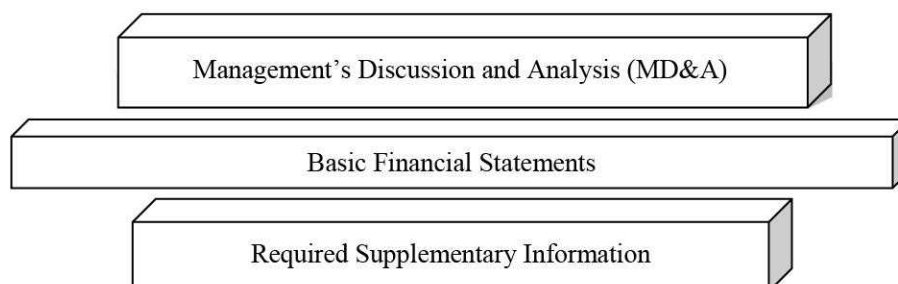 Management’s Discussion and Analysis (MD&A)
Basic Financial Statements
Required Supplementary Information